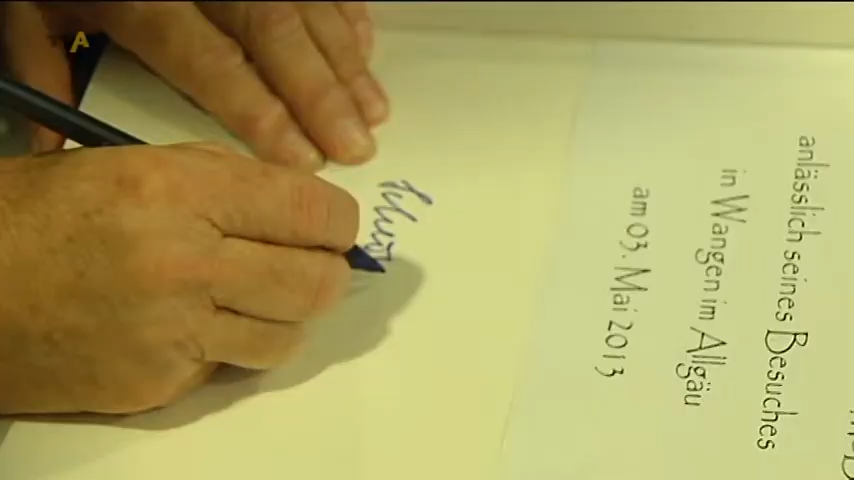 anlässlich seines Besuches
in Wangen im Allgäu
am 03. Mai 2013
A